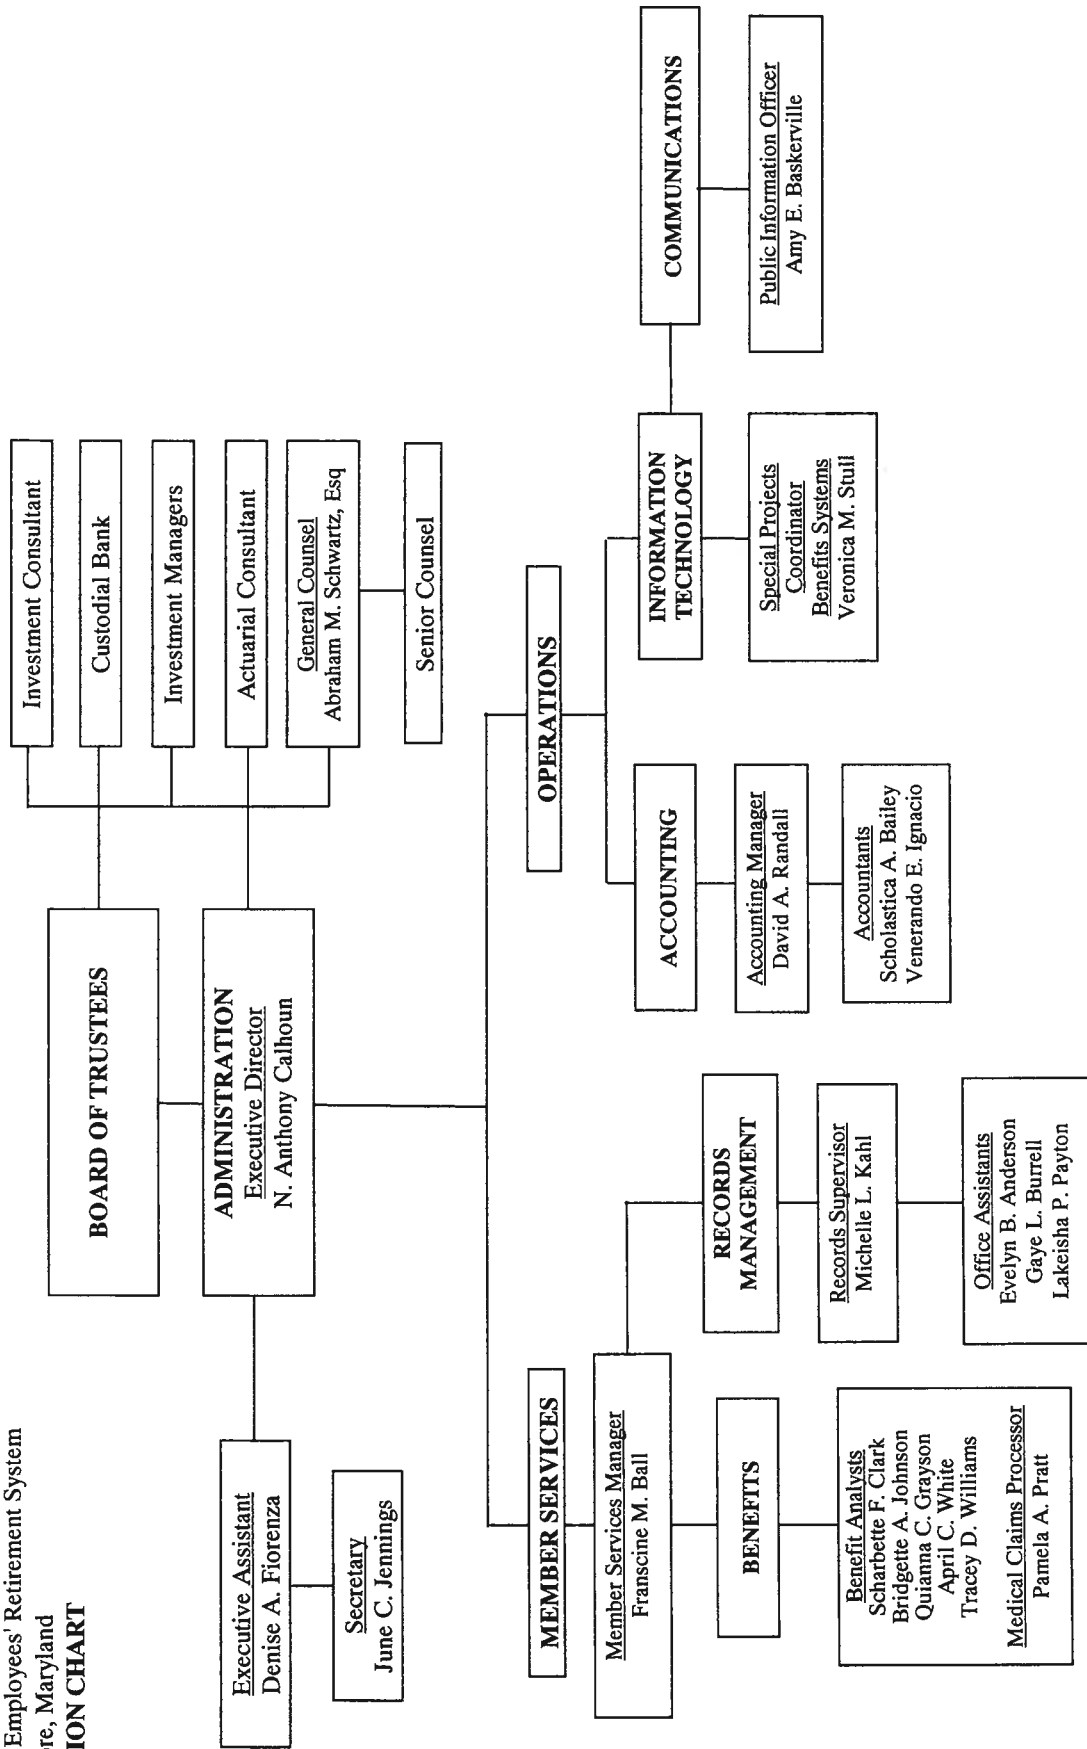 Employees' Retirement System
re, Maryland
ION CHART
BOARD OF TRUSTEES
ADMINISTRATION
Executive Director
N. Anthony Calhoun
Investment Consultant
Custodial Bank
Investment Managers
Actuarial Consultant
General Counsel
Abraham M. Schwartz, Esq
Senior Counsel
Executive Assistant
Denise A. Fiorenza
Secretary
June C. Jennings
MEMBER SERVICES
Member Services Manager
Franscine M. Ball
BENEFITS
Benefit Analysts
Scharbette F. Clark
Bridgette A. Johnson
Quianna C. Grayson
April C. White
Tracey D. Williams
Medical Claims Processor
Pamela A. Pratt
RECORDS
MANAGEMENT
Records Supervisor
Michelle L. Kahl
Office Assistants
Evelyn B. Anderson
Gaye L. Burrell
Lakeisha P. Payton
OPERATIONS
ACCOUNTING
Accounting Manager
David A. Randall
Accountants
Scholastica A. Bailey
Venerando E. Ignacio
INFORMATION
TECHNOLOGY
Special Projects
Coordinator
Benefits Systems
Veronica M. Stull
COMMUNICATIONS
Public Information Officer
Amy E. Baskerville